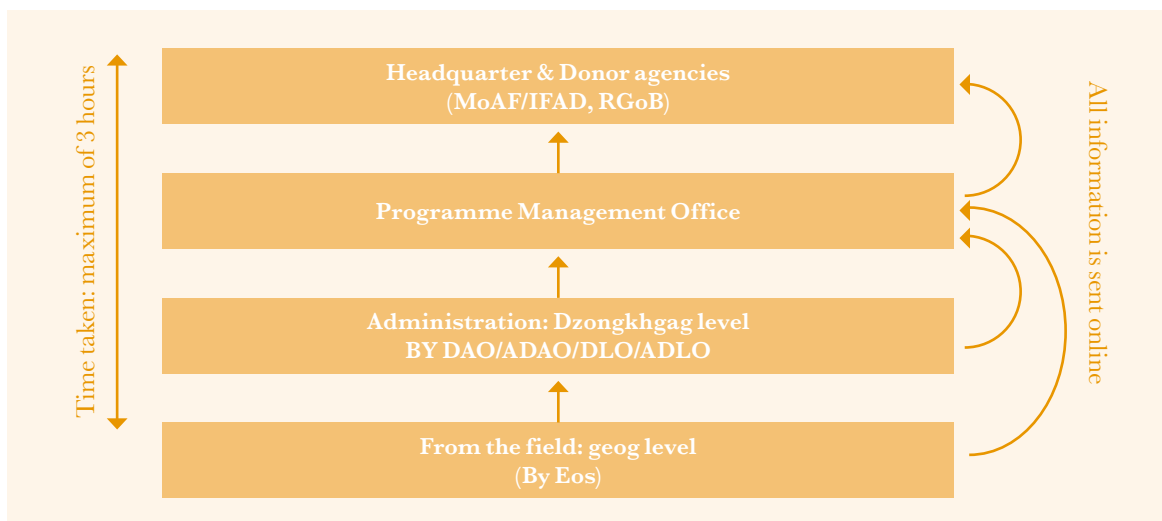 Time taken: maximum of 3 hours
Headquarter & Donor agencies
(MoAF/IFAD, RGoB)
Programme Management Office
Administration: Dzongkhgag level
BY DAO/ADAO/DLO/ADLO
From the field: geog level
(By Eos)
All information is sent online